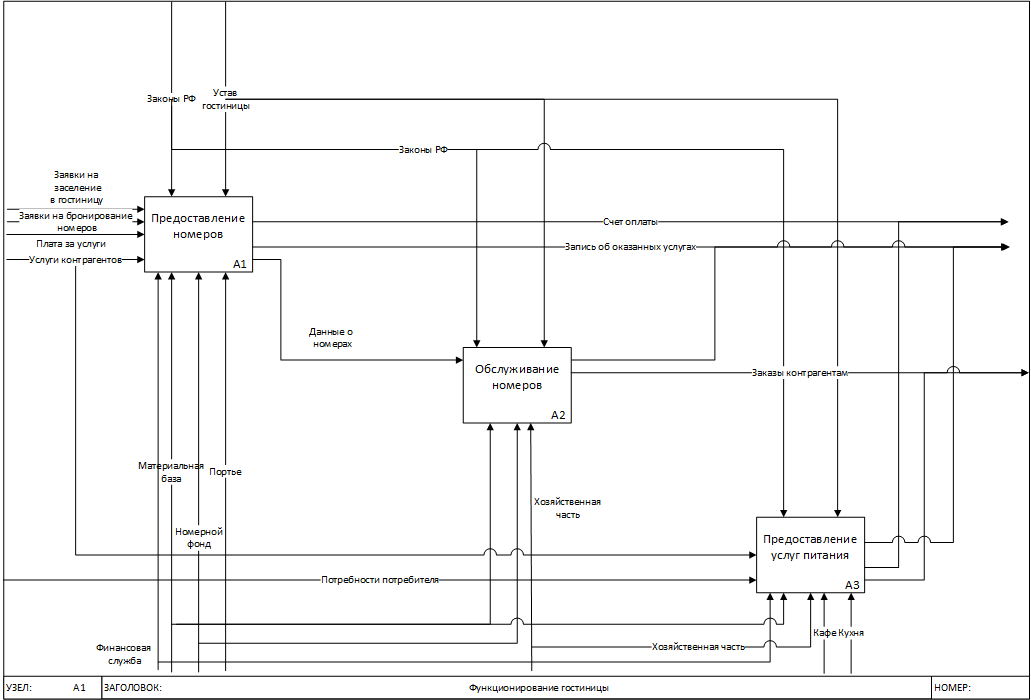 Законы РФ
Устав
гостиницы
Законы РФ
Заявки на
заселение
в гостиницу
Заявки на бронирование
номеров
Плата за услуги
Услуги контрагентов
Предоставление
номеров
A1
Счет оплаты
Запись об оказанных услугах
Данные о
номерах
Обслуживание
номеров
A2
Заказы контрагентам
Материальная
база
Портье
Номерной
фонд
Хозяйственная
часть
Предоставление
услуг питания
A3
Потребности потребителя
Финансовая
служба
Хозяйственная часть
Кафе
Кухня
УЗЕЛ:
A1
ЗАГОЛОВОК:
Функционирование гостиницы
НОМЕР: